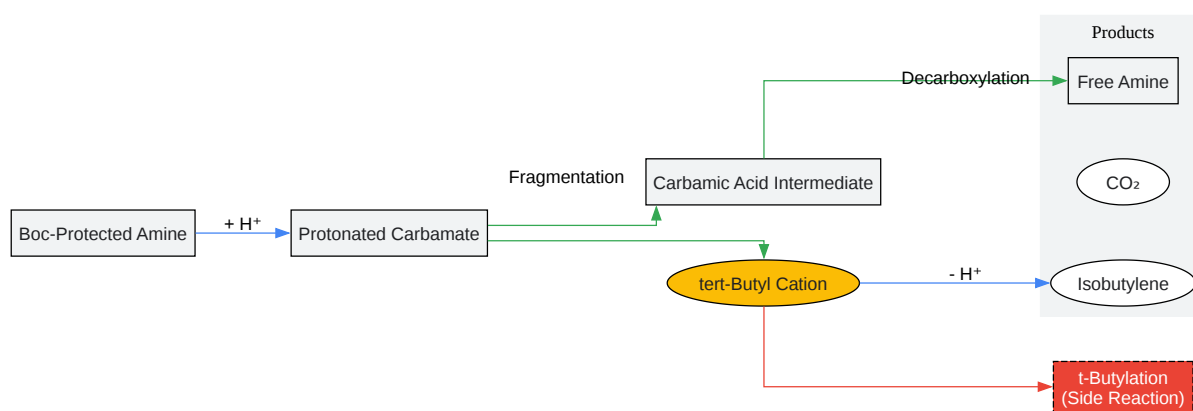 Products
Decarboxylation
Free Amine
Fragmentation
Carbamic Acid Intermediate
CO₂
Boc-Protected Amine
+ H⁺
Protonated Carbamate
tert-Butyl Cation
- H⁺
Isobutylene
t-Butylation
(Side Reaction)